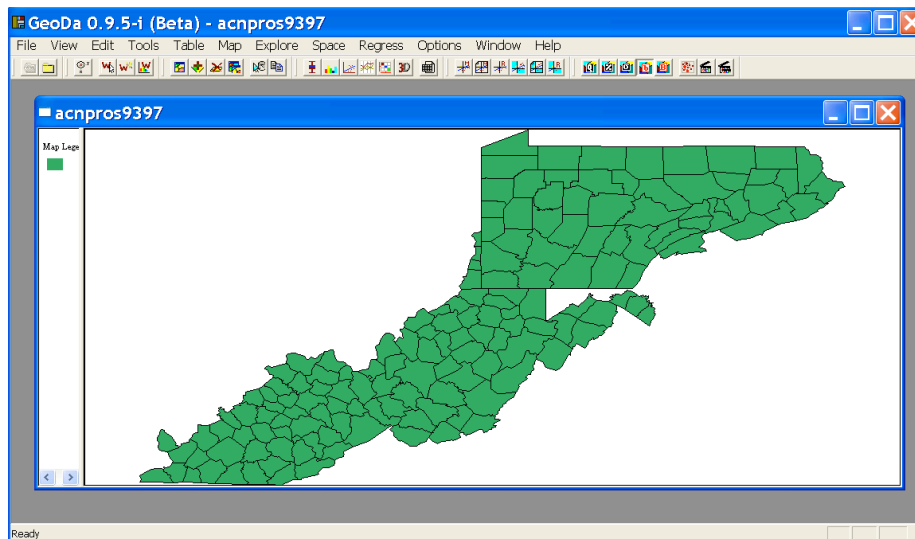 GeoDa 0.9.5-i (Beta) - acnpros9397
File View Edit Tools Table Map Explore Space Regress Options Window Help
3D
acnpros9397
Map Lege
Ready